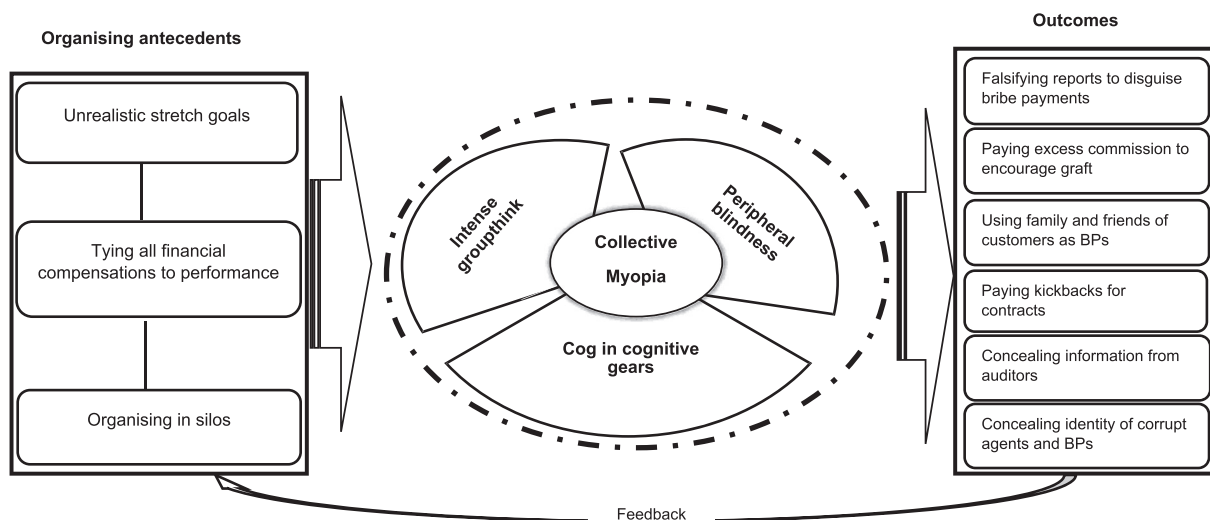 Organising antecedents
Unrealistic stretch goals
Tying all financial
compensations to performance
Organising in silos
Intense
groupthink
Peripheral
blindness
Collective
Myopia
Cog in cognitive
gears
Outcomes
Falsifying reports to disguise
bribe payments
Paying excess commission to
encourage graft
Using family and friends of
customers as BPs
Paying kickbacks for
contracts
Concealing information from
auditors
Concealing identity of corrupt
agents and BPs
Feedback